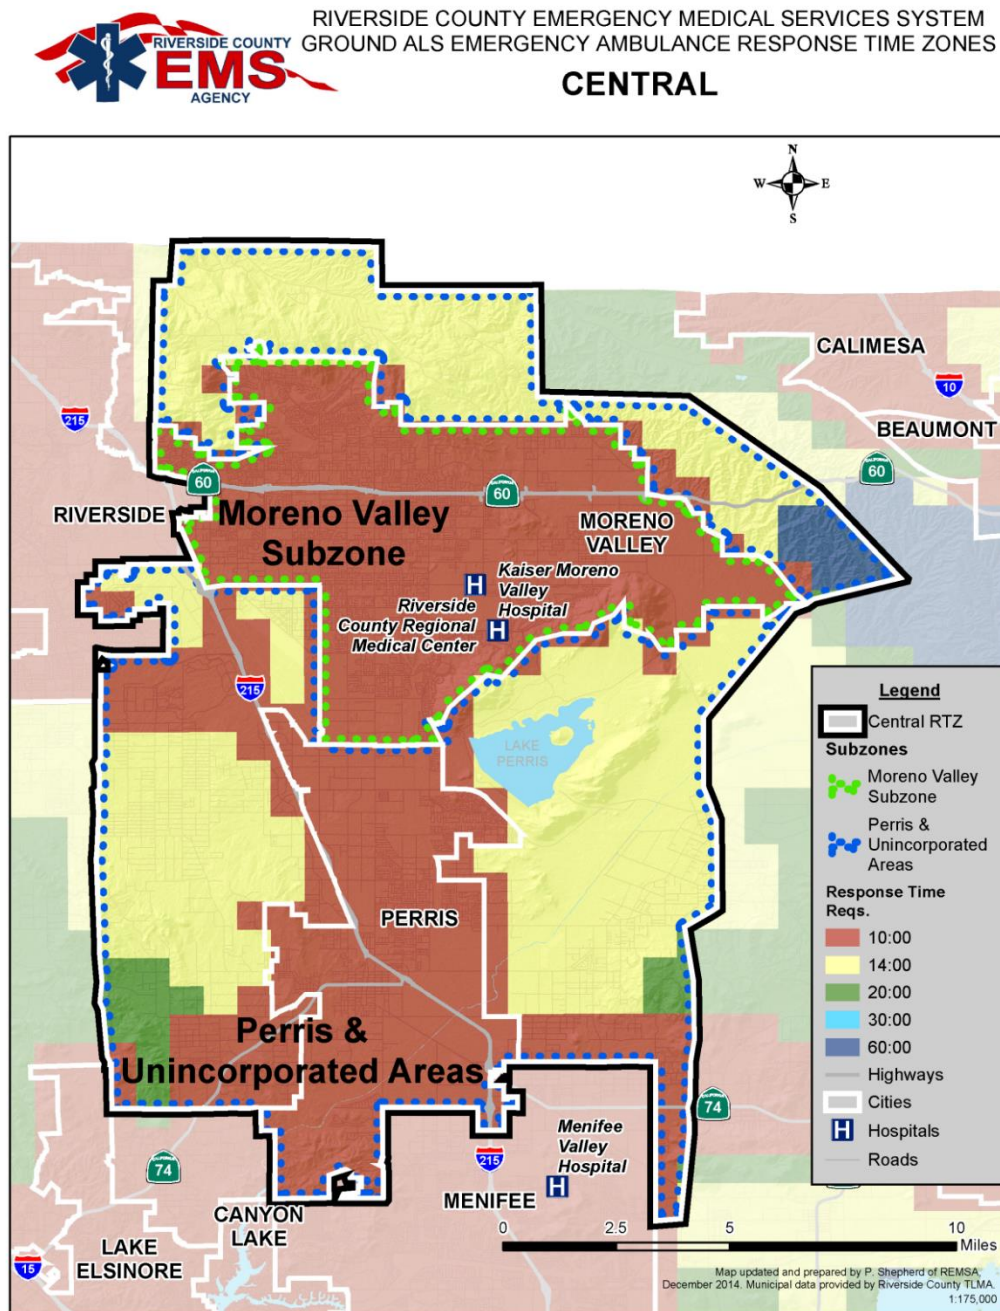 RIVERSIDE COUNTY EMERGENCY MEDICAL SERVICES SYSTEM
GROUND ALS EMERGENCY AMBULANCE RESPONSE TIME ZONES
CENTRAL
RIVERSIDE COUNTY
EMS
AGENCY
N
W E
S
CALIMESA
10
215
BEAUMONT
60
60
60
RIVERSIDE
Moreno Valley
Subzone
MORENO
VALLEY
H
Kaiser Moreno
Valley
Hospital
Riverside
County Regional
Medical Center
H
215
LAKE
PERRIS
PERRIS
Perris &
Unincorporated Areas
74
Menifee
Valley
Hospital
H
215
74
MENIFEE
CANYON
LAKE
LAKE
ELSINORE
15
Legend
Central RTZ
Subzones
Moreno Valley
Subzone
Perris &
Unincorporated
Areas
Response Time
Reqs.
10:00
14:00
20:00
30:00
60:00
Highways
Cities
H Hospitals
Roads
0 2.5 5 10
Miles
Map updated and prepared by P. Shepherd of REMSA,
December 2014. Municipal data provided by Riverside County TLMA.
1:175,000